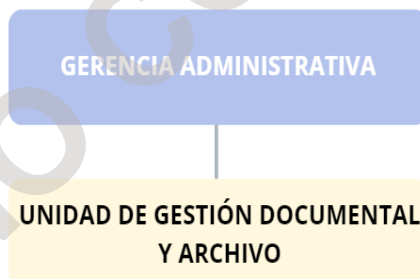 GERENCIA ADMINISTRATIVA
UNIDAD DE GESTIÓN DOCUMENTAL
Y ARCHIVO